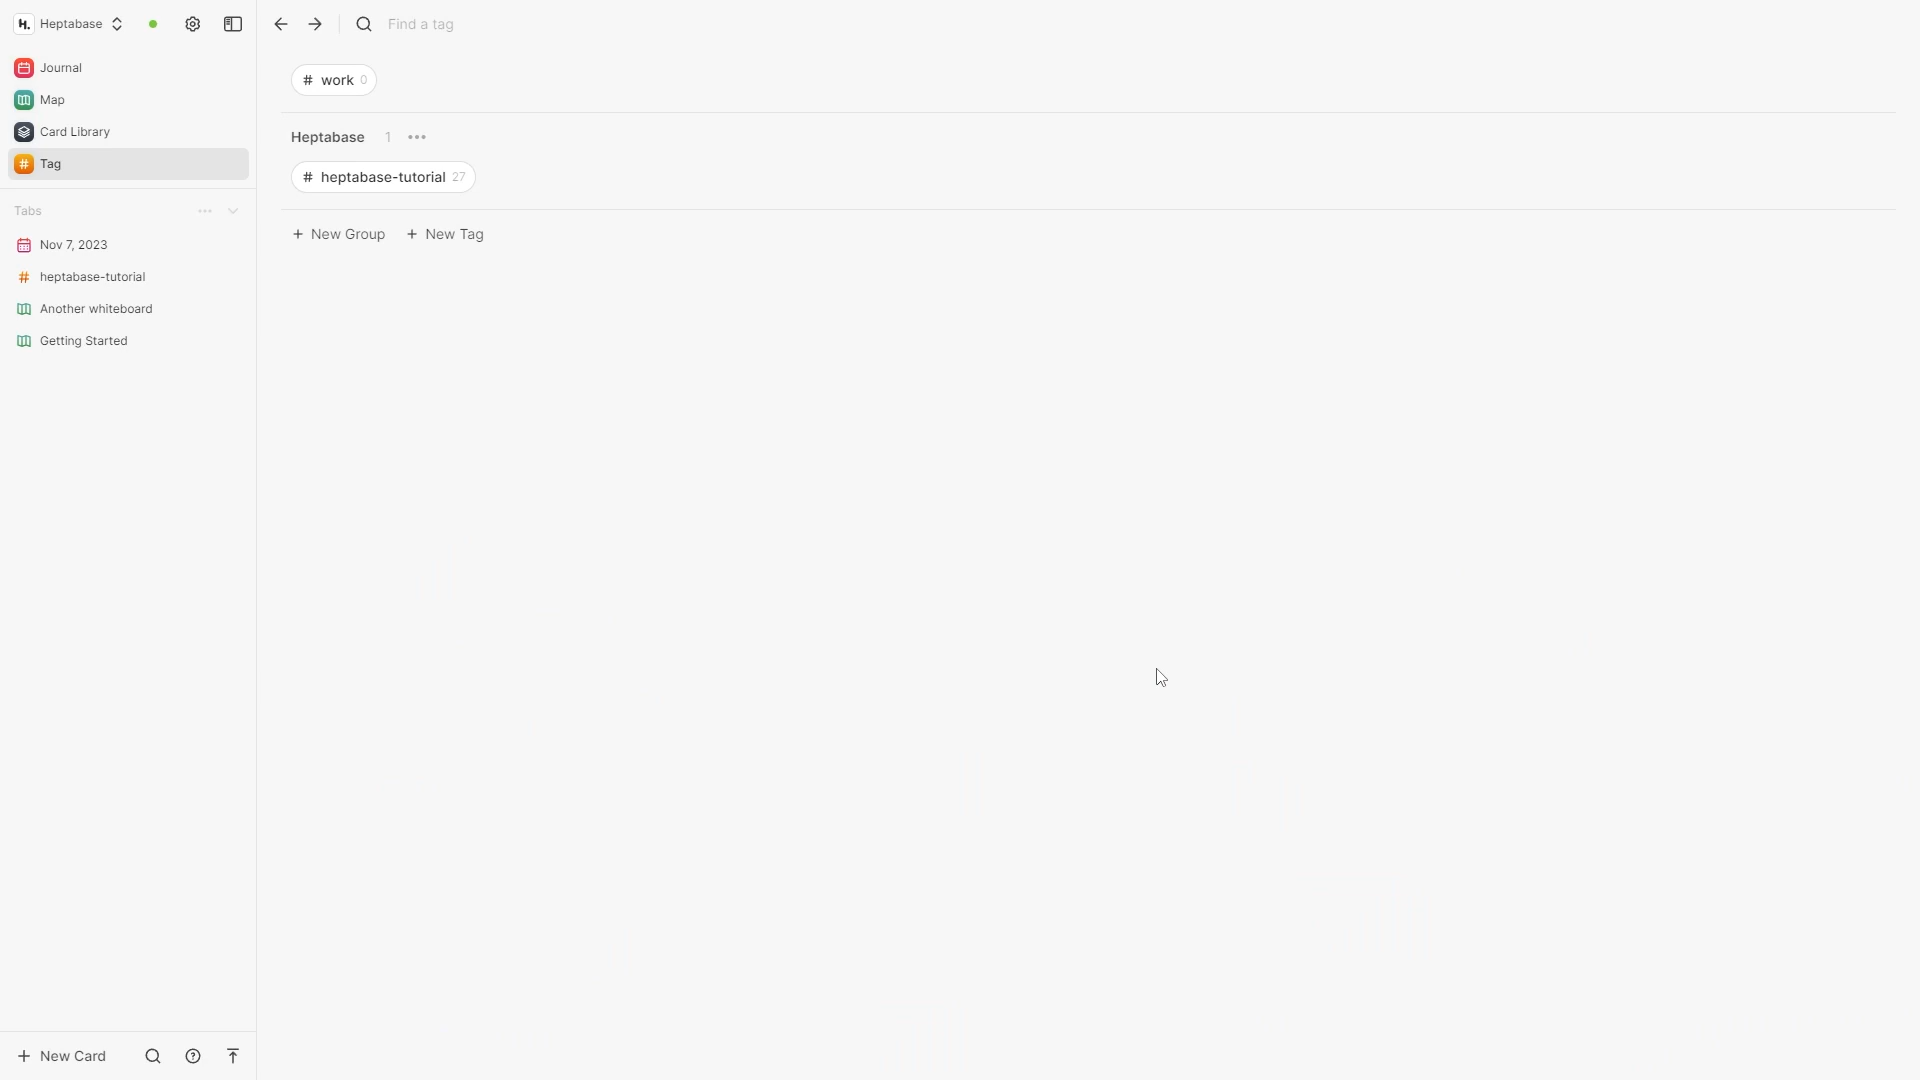 H. Heptabase
Journal
Map
Card Library
Tag
Tabs
Nov 7, 2023
heptabase-tutorial
Another whiteboard
Getting Started
New Card
Find a tag
# work 0
Heptabase 1
# heptabase-tutorial 27
+ New Group + New Tag